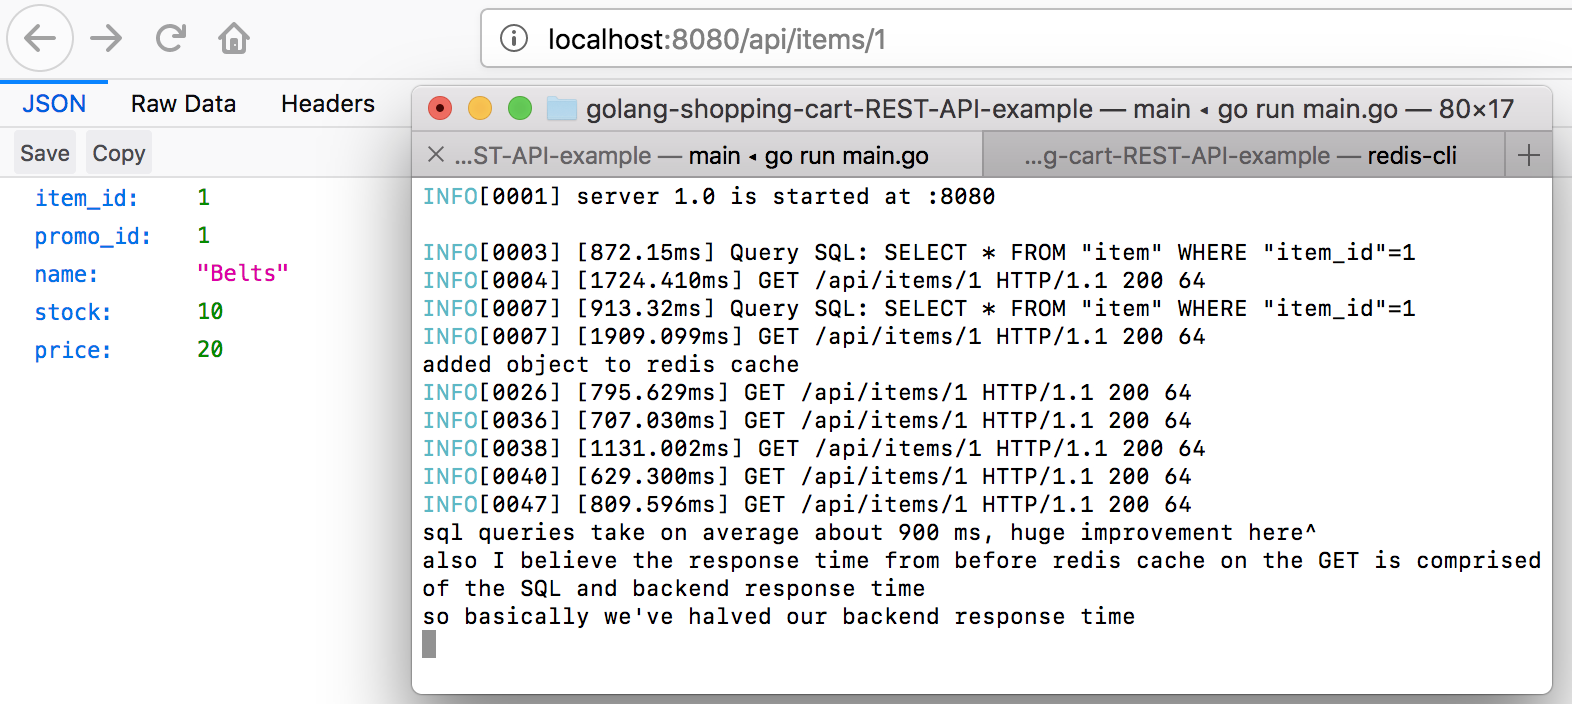 localhost:8080/api/items/1
JSON Raw Data Headers
Save Copy
item_id: 1
promo_id: 1
name: "Belts"
stock: 10
price: 20
golang-shopping-cart-REST-API-example — main ◂ go run main.go — 80×17
...ST-API-example — main ◂ go run main.go
...g-cart-REST-API-example — redis-cli
INFO[0001] server 1.0 is started at :8080
INFO[0003] [872.15ms] Query SQL: SELECT * FROM "item" WHERE "item_id"=1
INFO[0004] [1724.410ms] GET /api/items/1 HTTP/1.1 200 64
INFO[0007] [913.32ms] Query SQL: SELECT * FROM "item" WHERE "item_id"=1
INFO[0007] [1909.099ms] GET /api/items/1 HTTP/1.1 200 64
added object to redis cache
INFO[0026] [795.629ms] GET /api/items/1 HTTP/1.1 200 64
INFO[0036] [707.030ms] GET /api/items/1 HTTP/1.1 200 64
INFO[0038] [1131.002ms] GET /api/items/1 HTTP/1.1 200 64
INFO[0040] [629.300ms] GET /api/items/1 HTTP/1.1 200 64
INFO[0047] [809.596ms] GET /api/items/1 HTTP/1.1 200 64
sql queries take on average about 900 ms, huge improvement here^
also I believe the response time from before redis cache on the GET is comprised
of the SQL and backend response time
so basically we've halved our backend response time